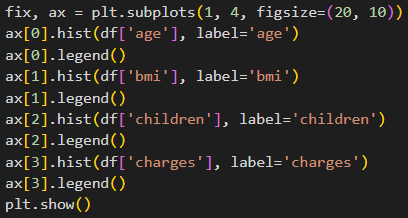 fix, ax = plt.subplots(1, 4, figsize=(20, 10))
ax[0].hist(df['age'], label='age')
ax[0].legend()
ax[1].hist(df['bmi'], label='bmi')
ax[1].legend()
ax[2].hist(df['children'], label='children')
ax[2].legend()
ax[3].hist(df['charges'], label='charges')
ax[3].legend()
plt.show()